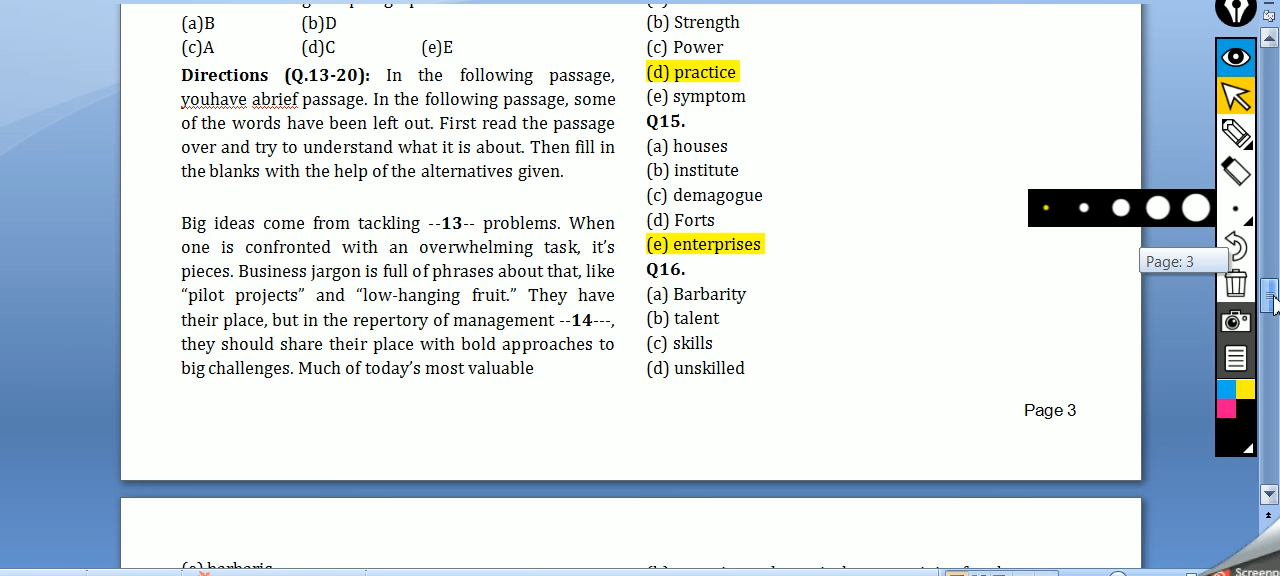 (a)B (b)D
(c)A (d)C (e)E
Directions (Q.13-20): In the following passage,
youhave abrief passage. In the following passage, some
of the words have been left out. First read the passage
over and try to understand what it is about. Then fill in
the blanks with the help of the alternatives given.
Big ideas come from tackling --13-- problems. When
one is confronted with an overwhelming task, it's
pieces. Business jargon is full of phrases about that, like
"pilot projects" and "low-hanging fruit." They have
their place, but in the repertory of management --14---,
they should share their place with bold approaches to
big challenges. Much of today's most valuable
(b) Strength
(c) Power
(d) practice
(e) symptom
Q15.
(a) houses
(b) institute
(c) demagogue
(d) Forts
(e) enterprises
Q16.
(a) Barbarity
(b) talent
(c) skills
(d) unskilled
Page 3
Page: 3
(e) barbaris